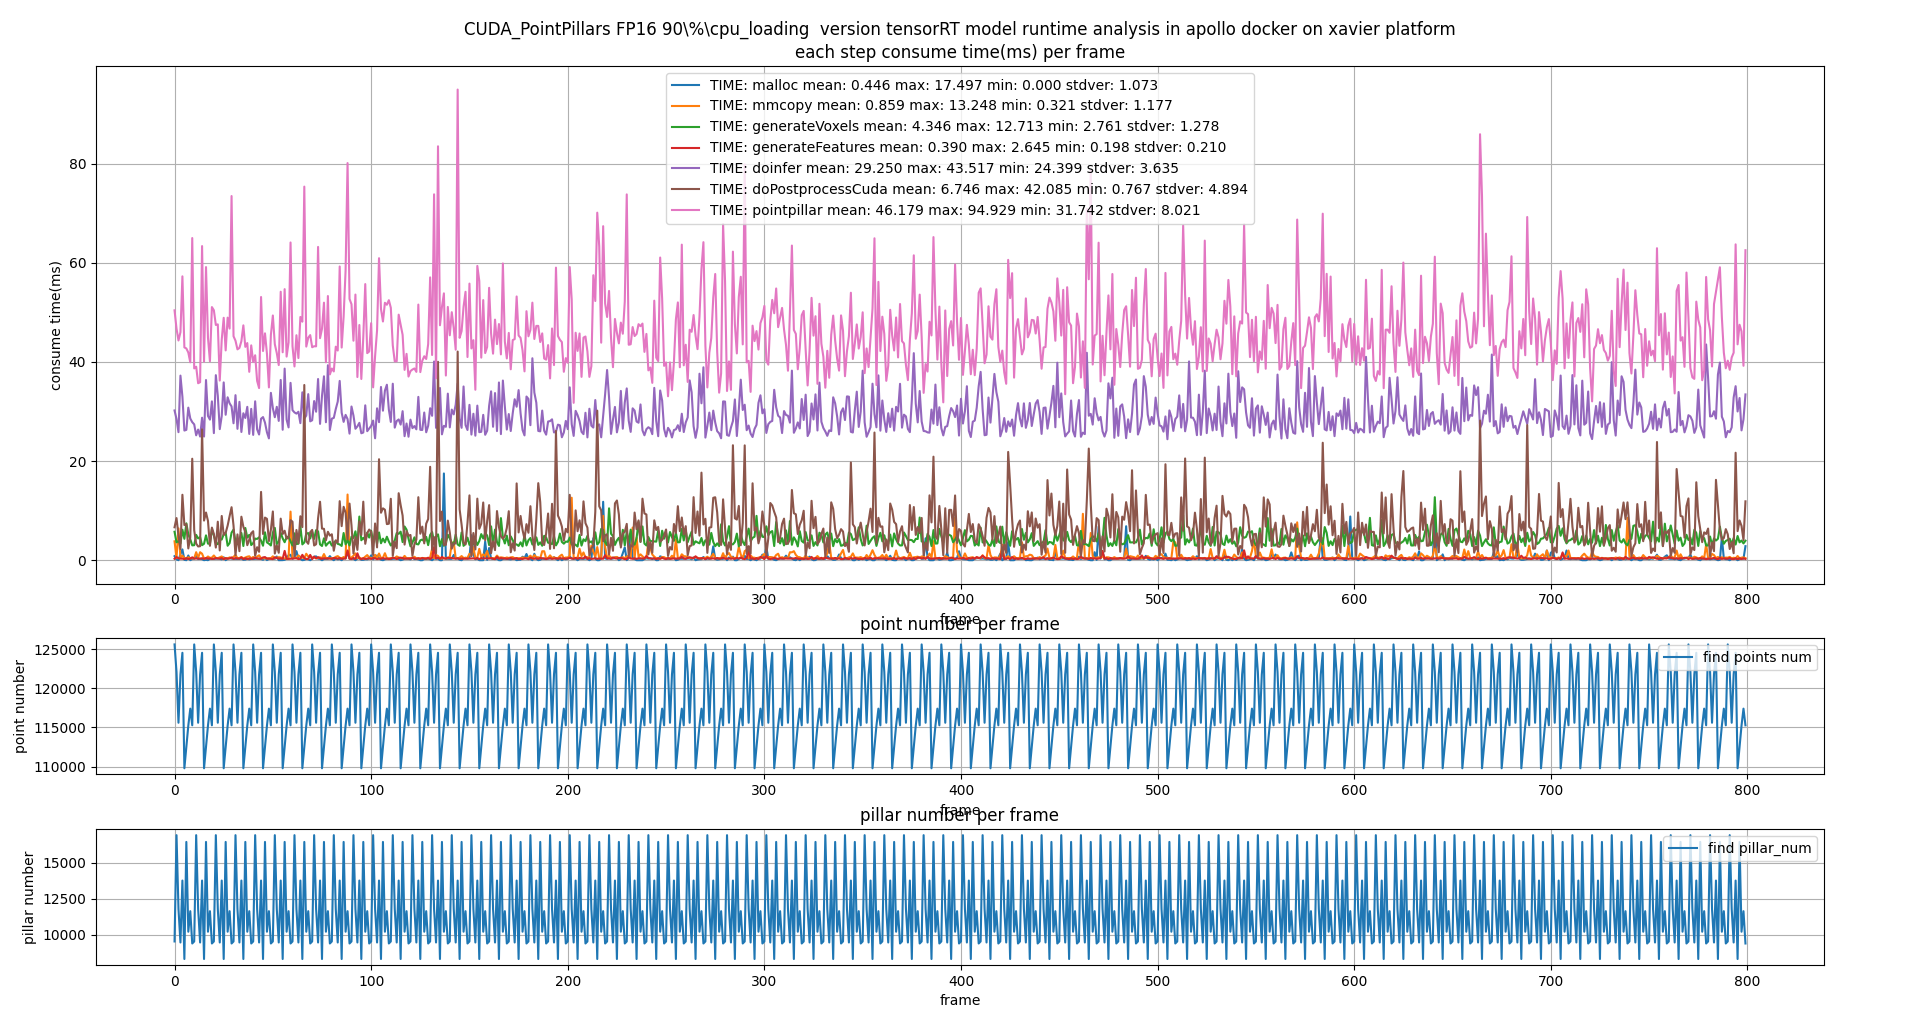 CUDA_PointPillars FP16 90\%\cpu_loading  version tensorRT model runtime analysis in apollo docker on xavier platform
each step consume time(ms) per frame
TIME: malloc mean: 0.446 max: 17.497 min: 0.000 stdver: 1.073
TIME: mmcopy mean: 0.859 max: 13.248 min: 0.321 stdver: 1.177
TIME: generateVoxels mean: 4.346 max: 12.713 min: 2.761 stdver: 1.278
TIME: generateFeatures mean: 0.390 max: 2.645 min: 0.198 stdver: 0.210
TIME: doinfer mean: 29.250 max: 43.517 min: 24.399 stdver: 3.635
TIME: doPostprocessCuda mean: 6.746 max: 42.085 min: 0.767 stdver: 4.894
TIME: pointpillar mean: 46.179 max: 94.929 min: 31.742 stdver: 8.021
consume time(ms)
80
60
40
20
0
0 100 200 300 400 500 600 700 800
frame
point number per frame
find points num
point number
125000
120000
115000
110000
0 100 200 300 400 500 600 700 800
frame
pillar number per frame
find pillar_num
pillar number
15000
12500
10000
0 100 200 300 400 500 600 700 800
frame